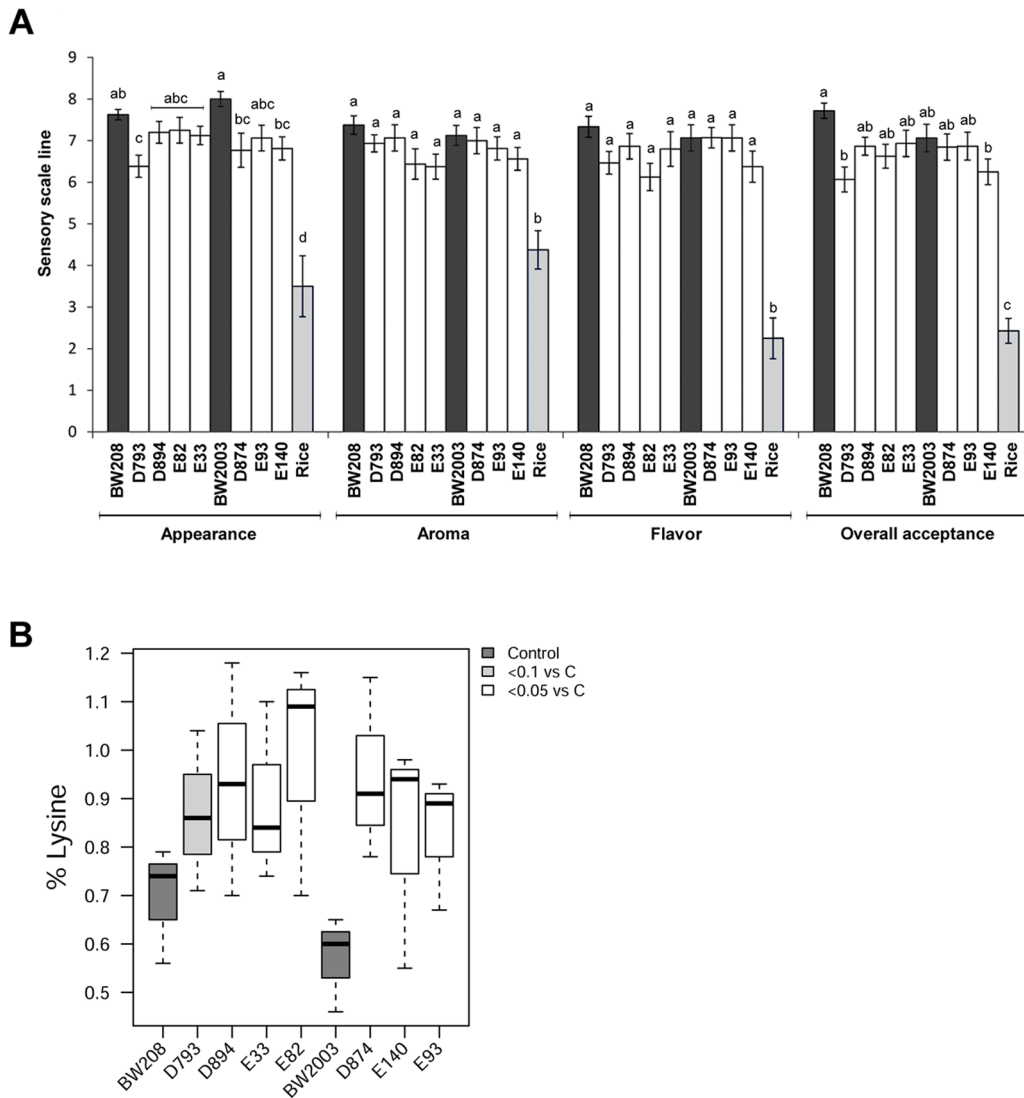 A
Sensory scale line
9
8
7
6
5
4
3
2
1
0
ab
c
abc
a
bc
abc
bc
d
a
a
a
a
a
a
a
a
a
b
a
a
a
a
a
a
a
a
a
b
a
b
ab
ab
ab
ab
ab
ab
b
c
BW208 D793 D894 E82 E33 BW2003 D874 E93 E140 Rice
BW208 D793 D894 E82 E33 BW2003 D874 E93 E140 Rice
BW208 D793 D894 E82 E33 BW2003 D874 E93 E140 Rice
BW208 D793 D894 E82 E33 BW2003 D874 E93 E140 Rice
Appearance Aroma Flavor Overall acceptance
B
% Lysine
1.2
1.1
1.0
0.9
0.8
0.7
0.6
0.5
Control
<0.1 vs C
<0.05 vs C
BW208 D793 D894 E33 E82 BW2003 D874 E140 E93